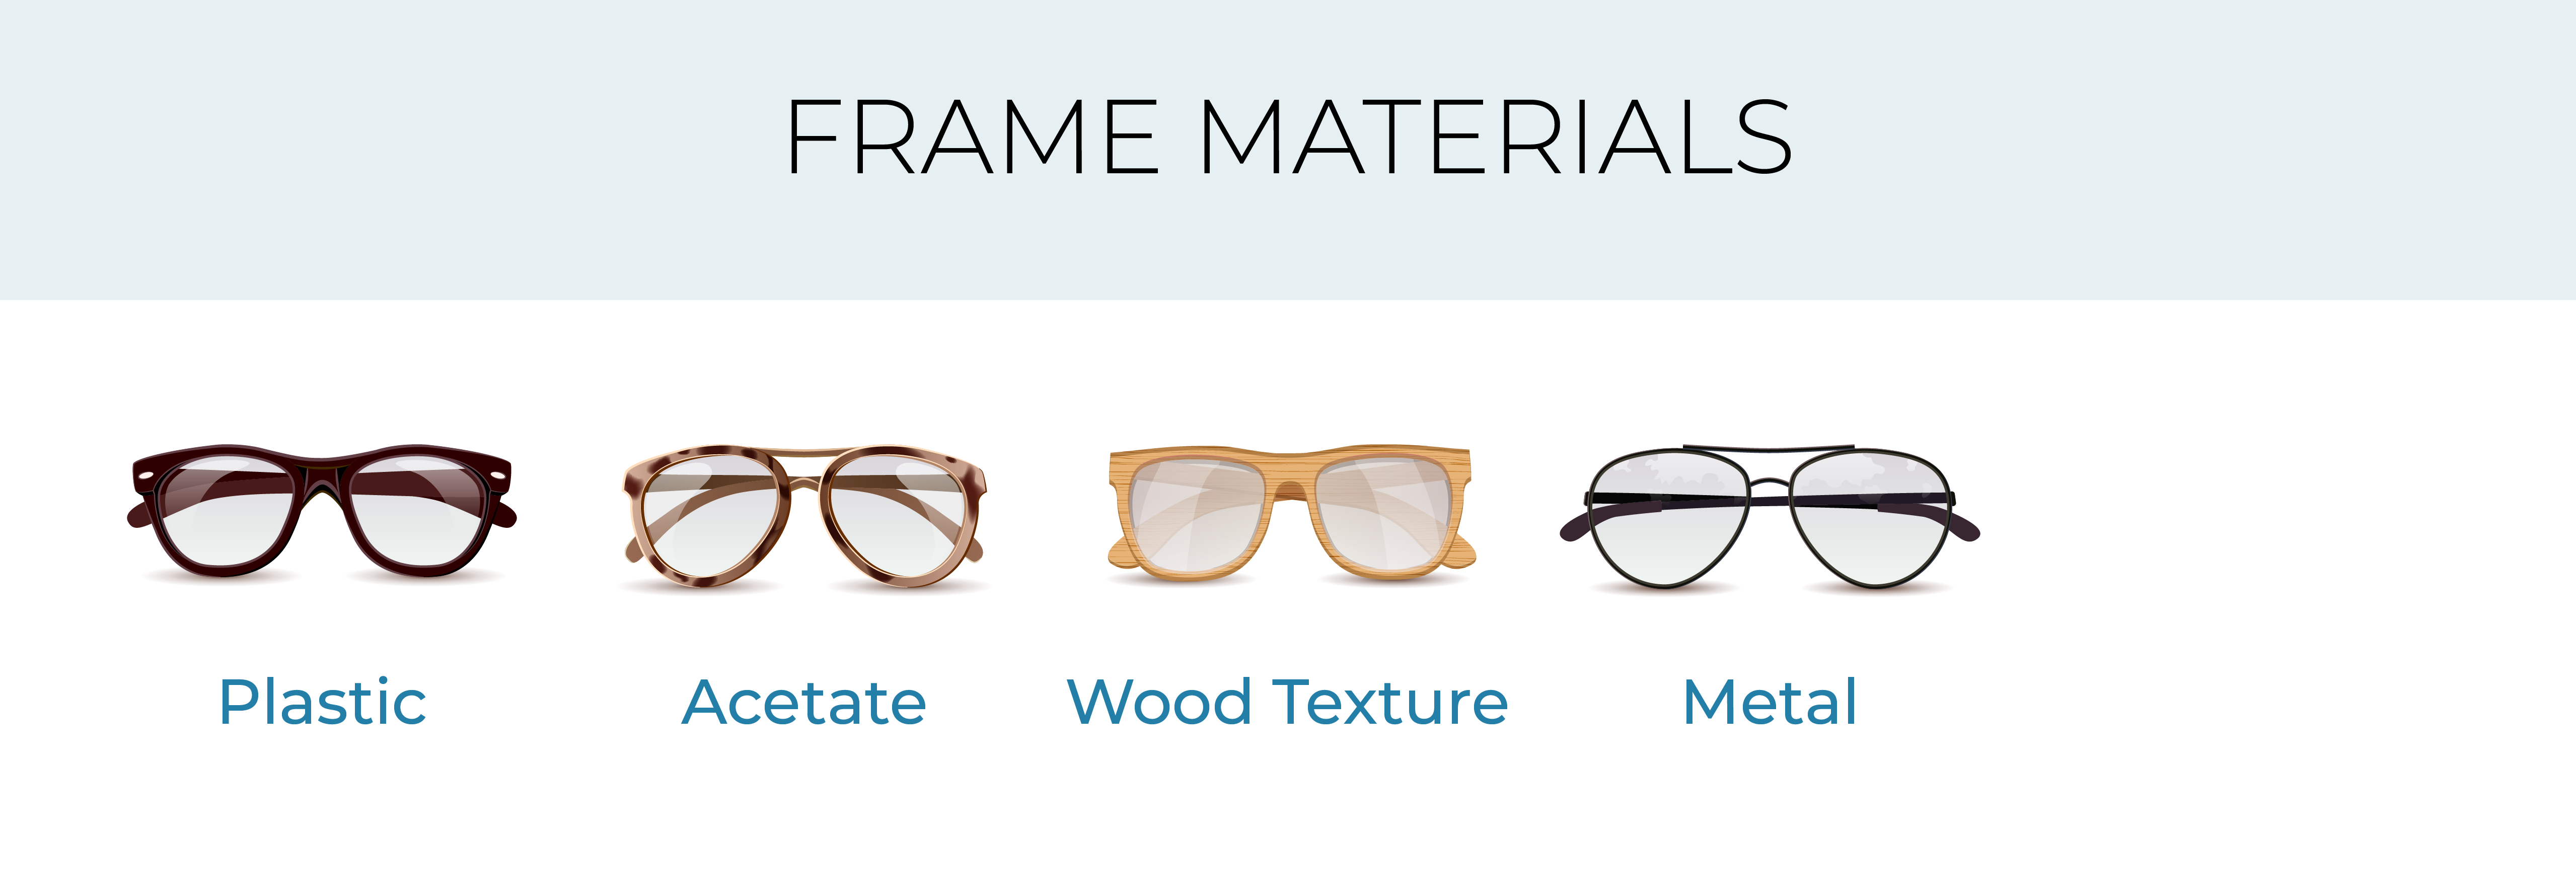 FRAME MATERIALS
Plastic
Acetate
Wood Texture
Metal